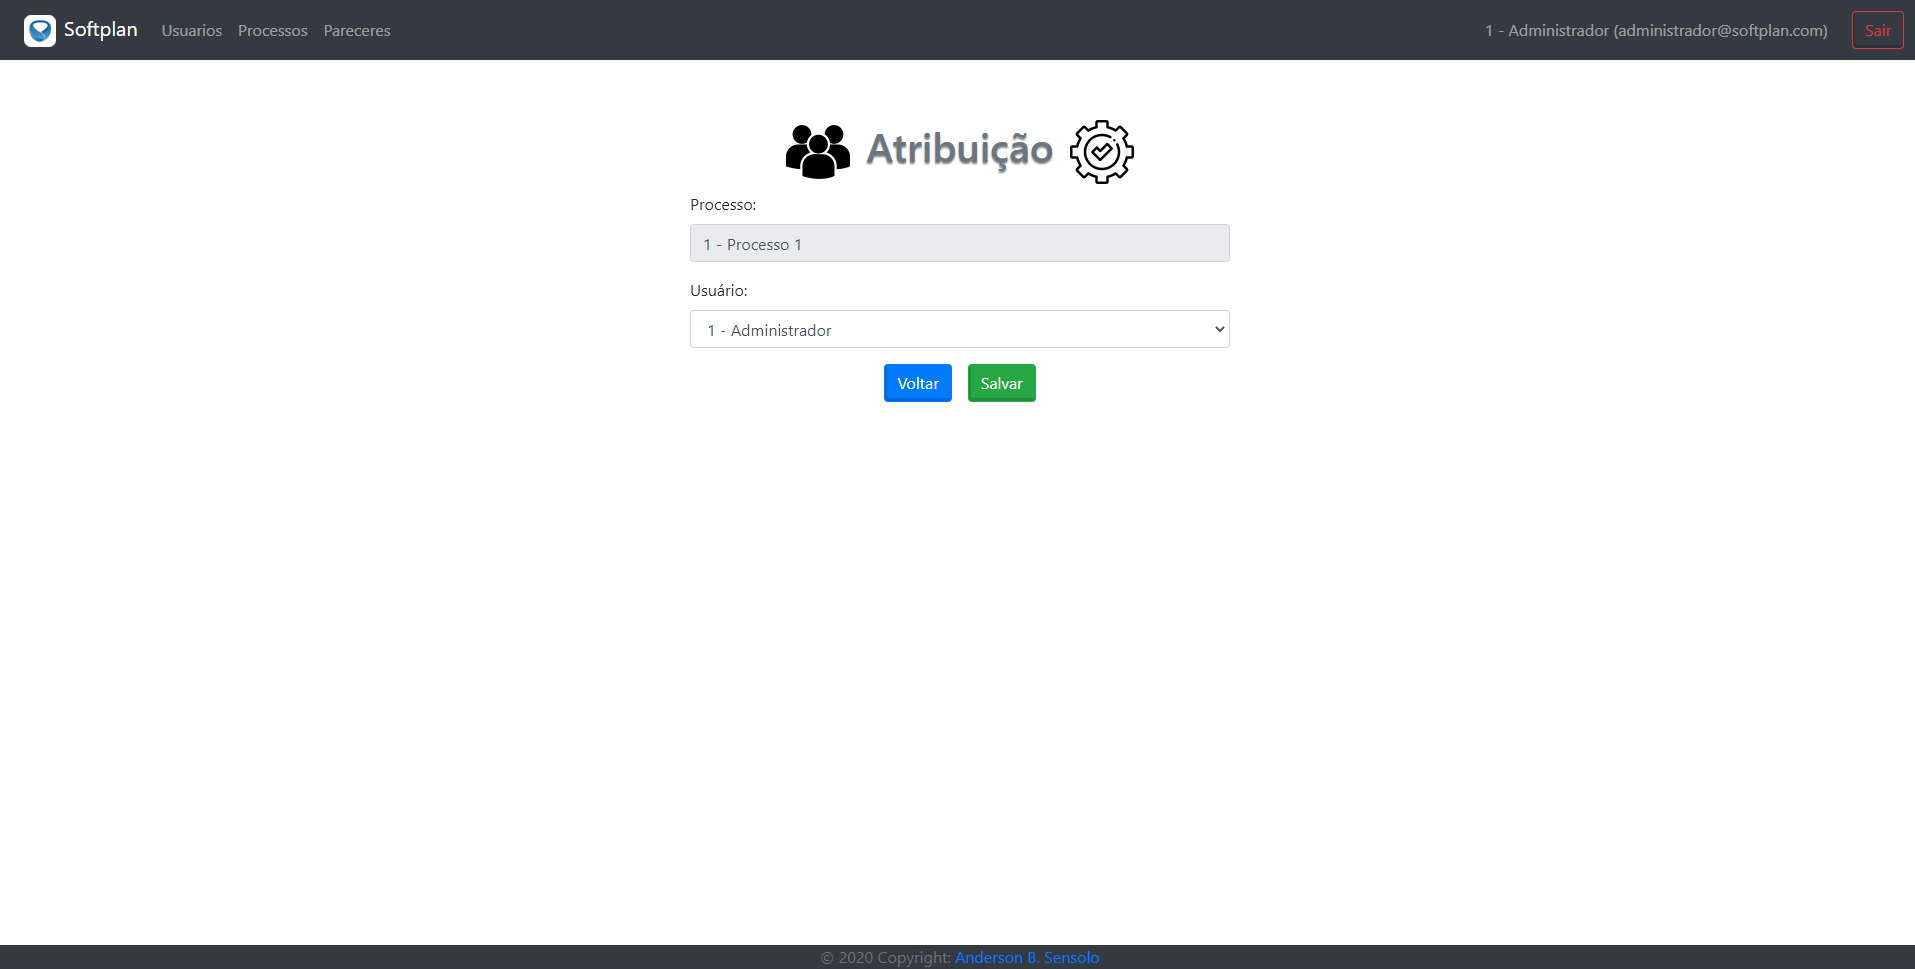 Softplan Usuarios Processos Pareceres 1 - Administrador (administrador@softplan.com) Sair
Atribuição
Processo:
1 - Processo 1
Usuário:
1 - Administrador
Voltar Salvar
© 2020 Copyright: Anderson B. Sensolo